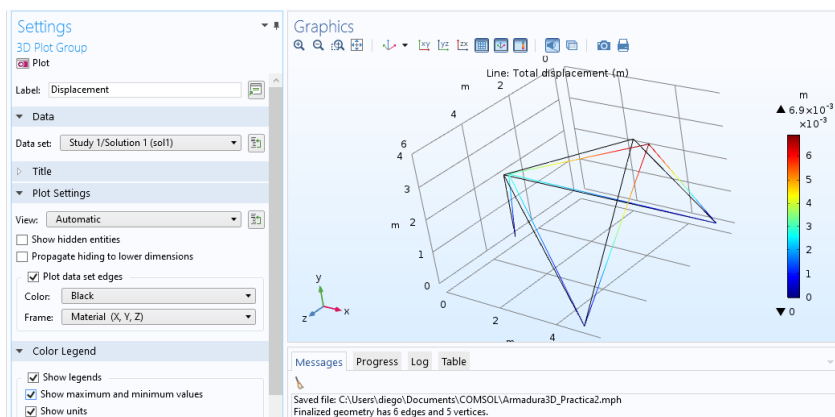 Settings
3D Plot Group
Plot
Label: Displacement
Data
Data set: Study 1/Solution 1 (sol1)
Title
Plot Settings
View: Automatic
Show hidden entities
Propagate hiding to lower dimensions
Plot data set edges
Color: Black
Frame: Material (X, Y, Z)
Color Legend
Show legends
Show maximum and minimum values
Show units
Graphics
xy yz zx
0
Line: Total displacement (m)
2
4
m
6
4
3
m 2
1
0
0
2
4
m
y
z x
m
▲ 6.9×10⁻³
×10⁻³
6
5
4
3
2
1
0
▼ 0
Messages Progress Log Table
Saved file: C:\Users\diego\Documents\COMSOL\Armadura3D_Practica2.mph
Finalized geometry has 6 edges and 5 vertices.